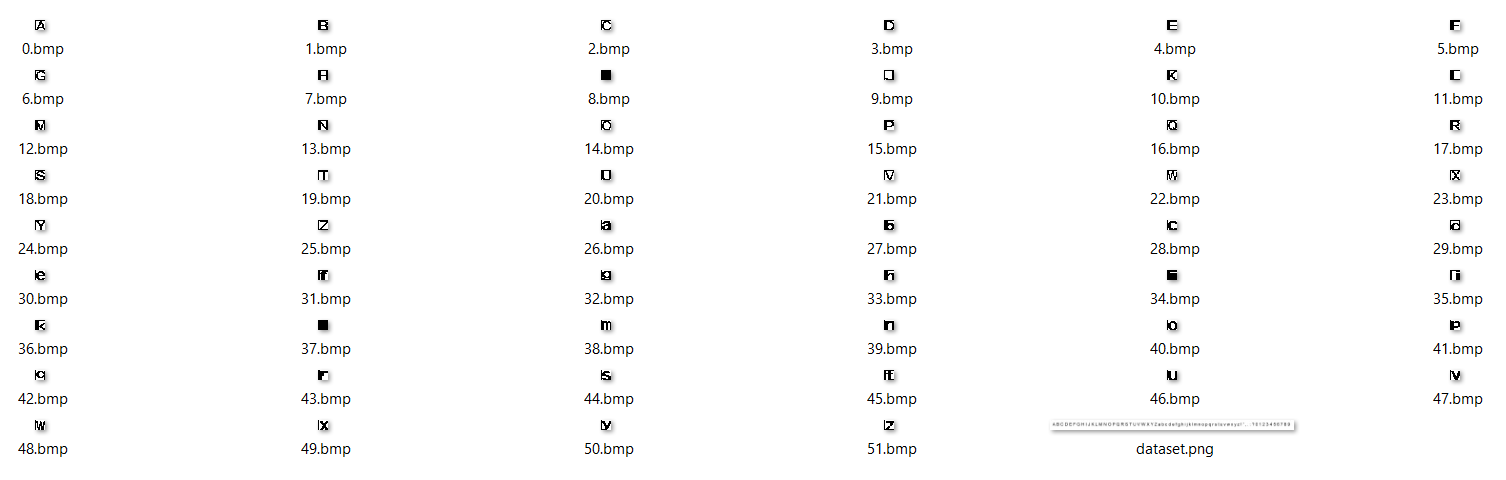 A B C D E F
0.bmp 1.bmp 2.bmp 3.bmp 4.bmp 5.bmp
G H J K L
6.bmp 7.bmp 8.bmp 9.bmp 10.bmp 11.bmp
M N O P Q R
12.bmp 13.bmp 14.bmp 15.bmp 16.bmp 17.bmp
S T U V W X
18.bmp 19.bmp 20.bmp 21.bmp 22.bmp 23.bmp
Y Z a b c d
24.bmp 25.bmp 26.bmp 27.bmp 28.bmp 29.bmp
e f g h i j
30.bmp 31.bmp 32.bmp 33.bmp 34.bmp 35.bmp
k m n o p
36.bmp 37.bmp 38.bmp 39.bmp 40.bmp 41.bmp
q r s t u v
42.bmp 43.bmp 44.bmp 45.bmp 46.bmp 47.bmp
w x y z
48.bmp 49.bmp 50.bmp 51.bmp dataset.png